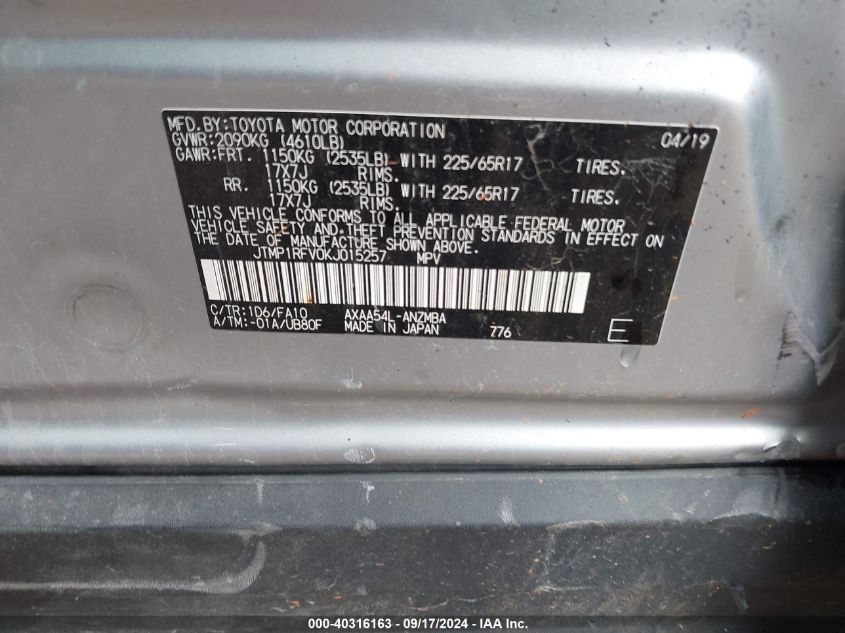 MFD.BY:TOYOTA MOTOR CORPORATION 04/19
GVWR:2090KG (4610LB)
GAWR:FRT. 1150KG (2535LB) WITH 225/65R17 TIRES.
17X7J RIMS.
RR. 1150KG (2535LB) WITH 225/65R17 TIRES.
17X7J RIMS.
THIS VEHICLE CONFORMS TO ALL APPLICABLE FEDERAL MOTOR
VEHICLE SAFETY AND THEFT PREVENTION STANDARDS IN EFFECT ON
THE DATE OF MANUFACTURE SHOWN ABOVE.
JTMP1RFV0KJ015257 MPV
C/TR:1D6/FA10 AXAA54L-ANZMBA
A/TM:-01A/UB80F MADE IN JAPAN 776 E
000-40316163 - 09/17/2024 - IAA Inc.